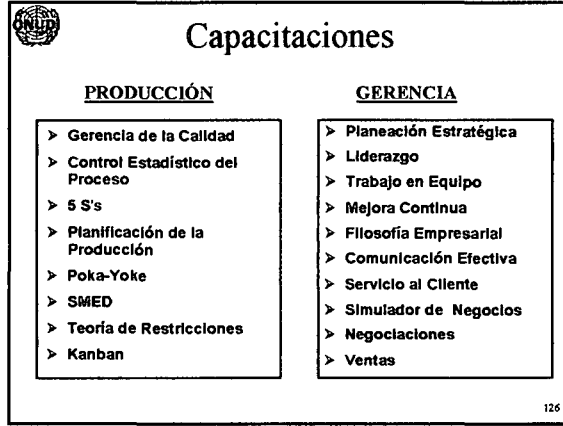 ONUDI
Capacitaciones
PRODUCCIÓN
➢ Gerencia de la Calidad
➢ Control Estadístico del
Proceso
➢ 5 S's
➢ Planificación de la
Producción
➢ Poka-Yoke
➢ SMED
➢ Teoría de Restricciones
➢ Kanban
GERENCIA
➢ Planeación Estratégica
➢ Liderazgo
➢ Trabajo en Equipo
➢ Mejora Continua
➢ Filosofía Empresarial
➢ Comunicación Efectiva
➢ Servicio al Cliente
➢ Simulador de Negocios
➢ Negociaciones
➢ Ventas
126